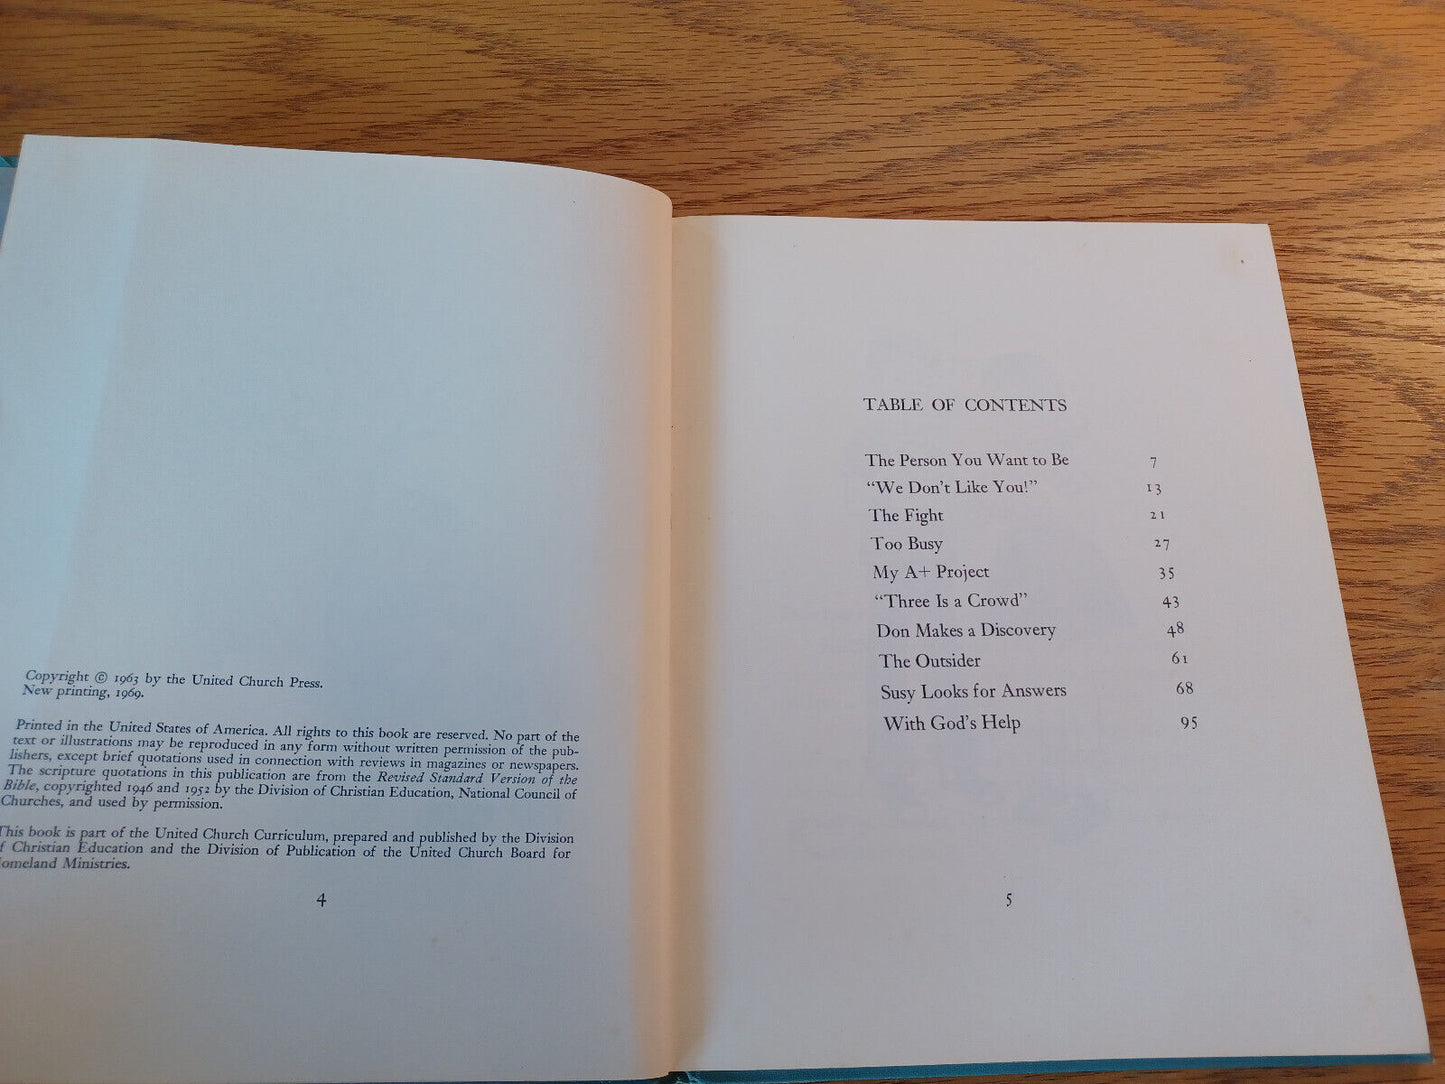 Copyright © 1963 by the United Church Press.
New printing, 1969.
Printed in the United States of America. All rights to this book are reserved. No part of the
text or illustrations may be reproduced in any form without written permission of the pub-
lishers, except brief quotations used in connection with reviews in magazines or newspapers.
The scripture quotations in this publication are from the Revised Standard Version of the
Bible, copyrighted 1946 and 1952 by the Division of Christian Education, National Council of
Churches, and used by permission.
This book is part of the United Church Curriculum, prepared and published by the Division
f Christian Education and the Division of Publication of the United Church Board for
omeland Ministries.
4
TABLE OF CONTENTS
The Person You Want to Be 7
“We Don’t Like You!” 13
The Fight 21
Too Busy 27
My A+ Project 35
“Three Is a Crowd” 43
Don Makes a Discovery 48
The Outsider 61
Susy Looks for Answers 68
With God’s Help 95
5